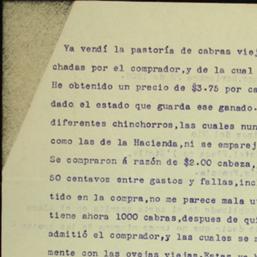 Ya vendí la pastoría de cabras viej
chadas por el comprador,y de la cual
He obtenido un precio de $3.75 por ca
dado el estado que guarda ese ganado.
diferentes chinchorros,las cuales nun
como las de la Hacienda,ni se emparej
Se compraron á razón de $2.00 cabeza,
50 centavos entre gastos y fallas,inc
tido en la compra,no me parece mala u
tiene ahora 1000 cabras,despues de qu
admitió el comprador,y las cuales se
mente con las ovejas viejas.